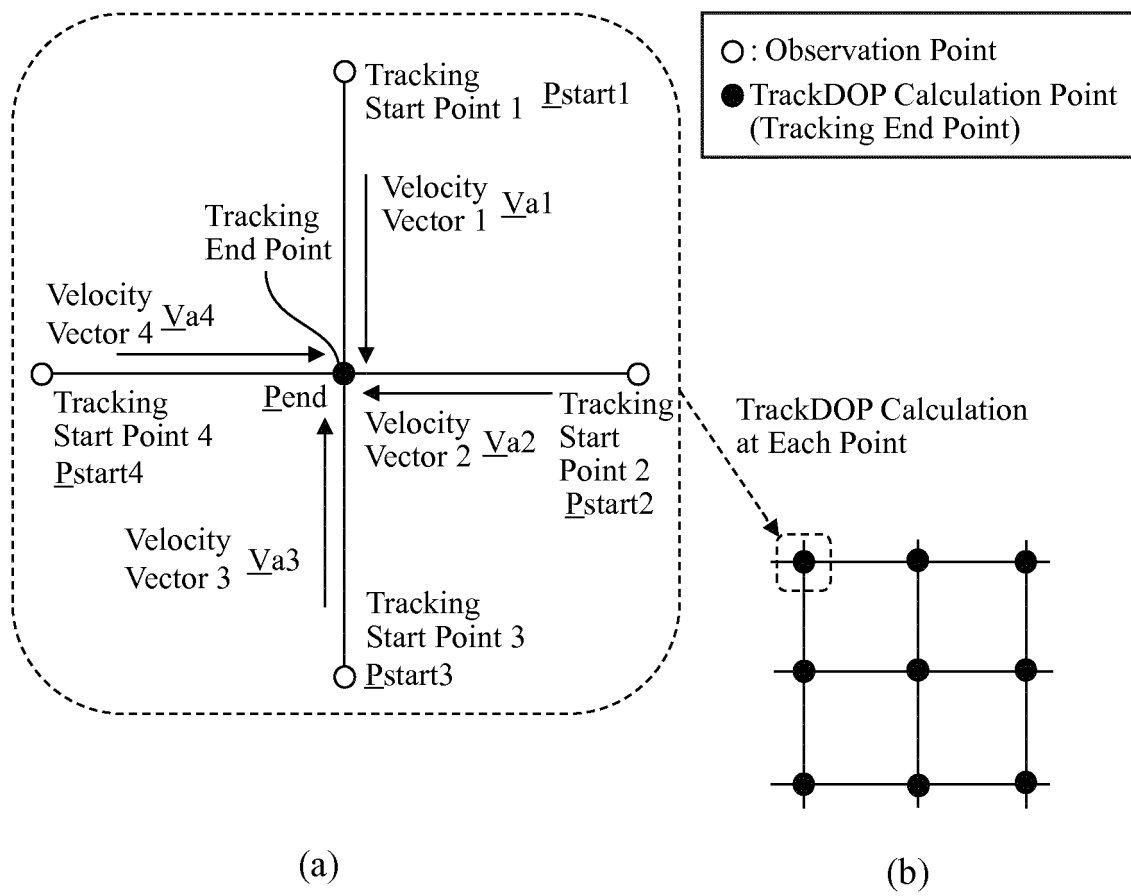 Tracking
Start Point 1 Pstart1
Velocity
Vector 1 Va1
Tracking
End Point
Velocity
Vector 4 Va4
Pend
Tracking
Start Point 4
Pstart4
Velocity
Vector 2 Va2
Tracking
Start
Point 2
Pstart2
Velocity
Vector 3 Va3
Tracking
Start Point 3
Pstart3
(a)
: Observation Point
TrackDOP Calculation Point
(Tracking End Point)
TrackDOP Calculation
at Each Point
(b)